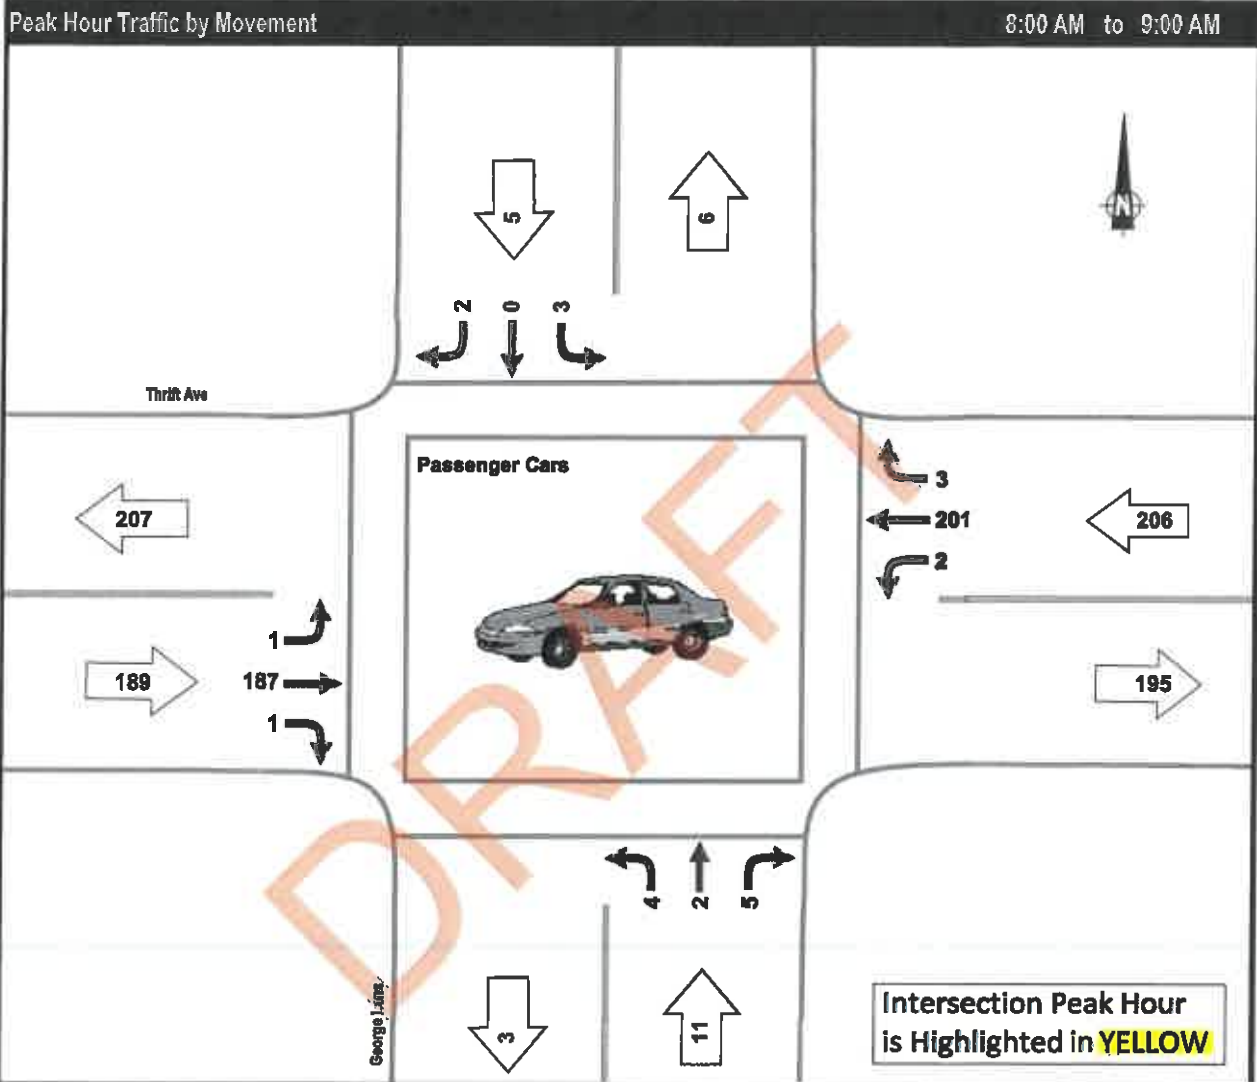 Peak Hour Traffic by Movement 8:00 AM to 9:00 AM
5
6
2 0 3
Thrift Ave
Passenger Cars
3
207
201
206
2
1
189
187
195
1
4 2 5
George Lane
3
11
Intersection Peak Hour
is Highlighted in YELLOW
N
DRAFT